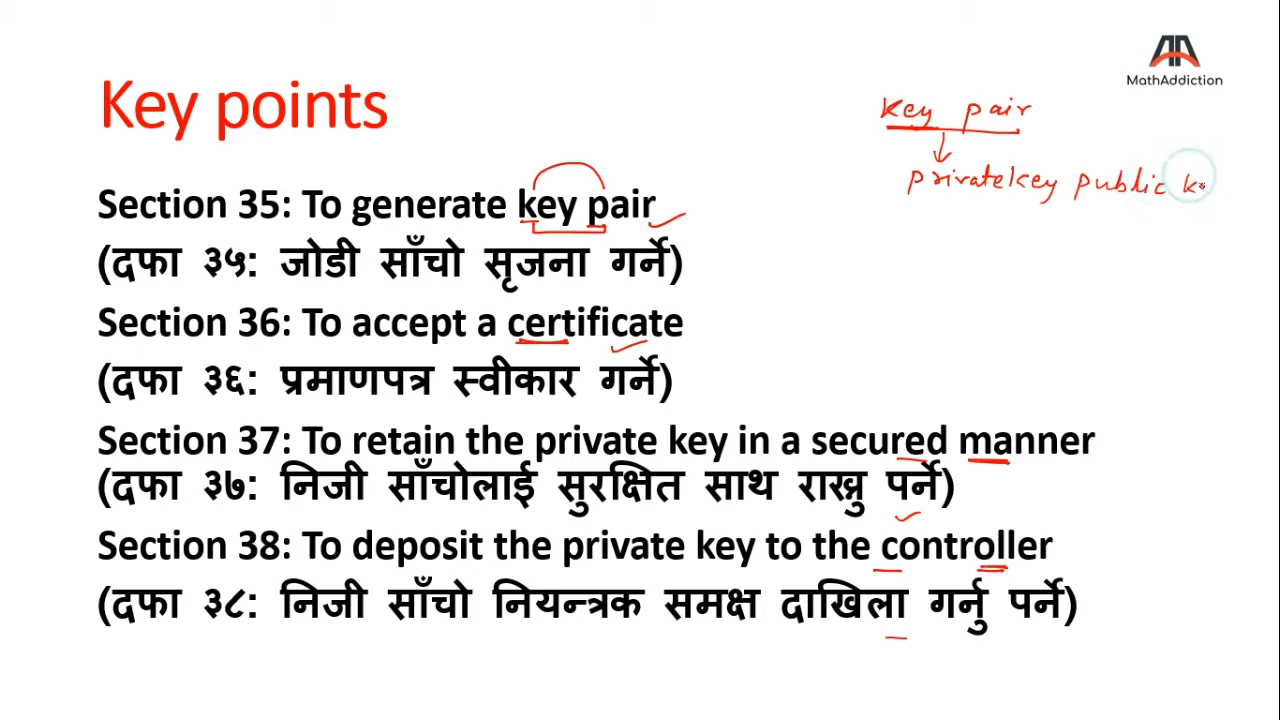 MathAddiction
Key points
key pair
privatekey public k
Section 35: To generate key pair
(दफा ३५: जोडी साँचो सृजना गर्ने)
Section 36: To accept a certificate
(दफा ३६: प्रमाणपत्र स्वीकार गर्ने)
Section 37: To retain the private key in a secured manner
(दफा ३७: निजी साँचोलाई सुरक्षित साथ राख्नु पर्ने)
Section 38: To deposit the private key to the controller
(दफा ३८: निजी साँचो नियन्त्रक समक्ष दाखिला गर्नु पर्ने)